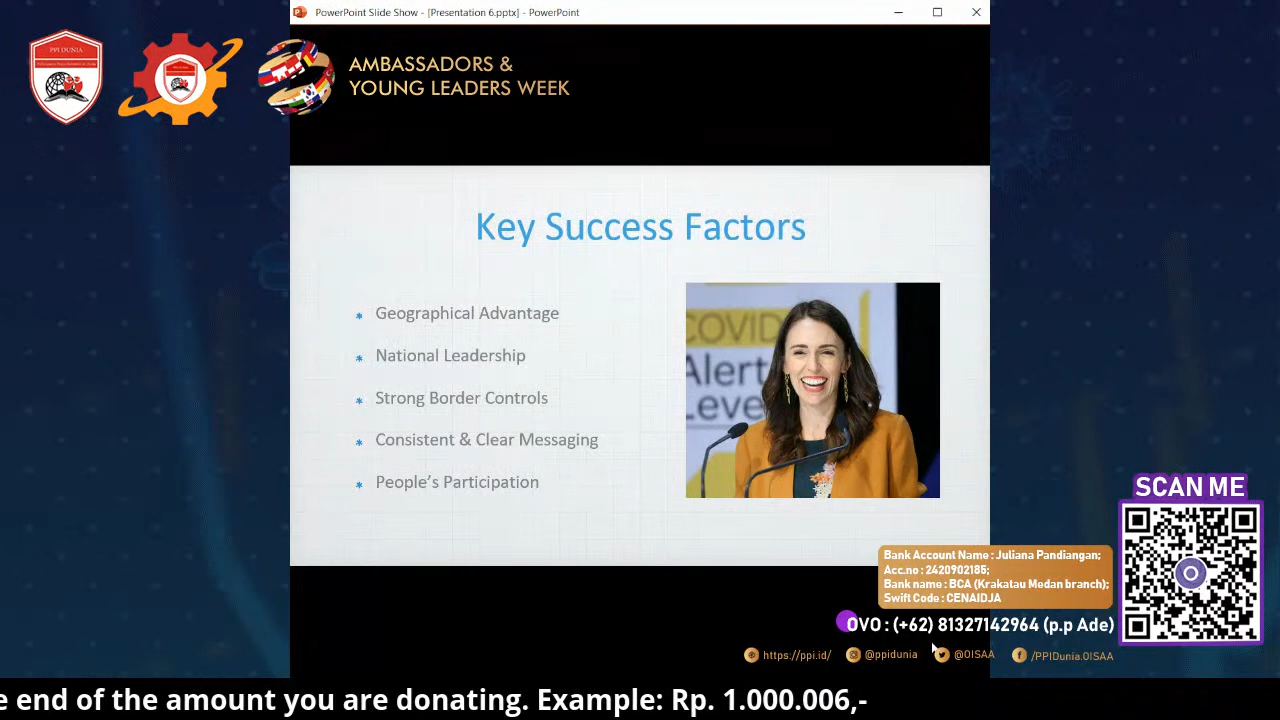 PowerPoint Slide Show - [Presentation 6.pptx] - PowerPoint
PPI DUNIA
AMBASSADORS &
YOUNG LEADERS WEEK
Key Success Factors
Geographical Advantage
National Leadership
Strong Border Controls
Consistent & Clear Messaging
People's Participation
COVID
Alert
Leve
SCAN ME
Bank Account Name : Juliana Pandiangan;
Acc.no : 2420902185;
Bank name : BCA (Krakatau Medan branch);
Swift Code : CENAIDJA
OVO : (+62) 81327142964 (p.p Ade)
https://ppi.id/ @ppidunia @OISAA /PPIDunia.OISAA
e end of the amount you are donating. Example: Rp. 1.000.006,-